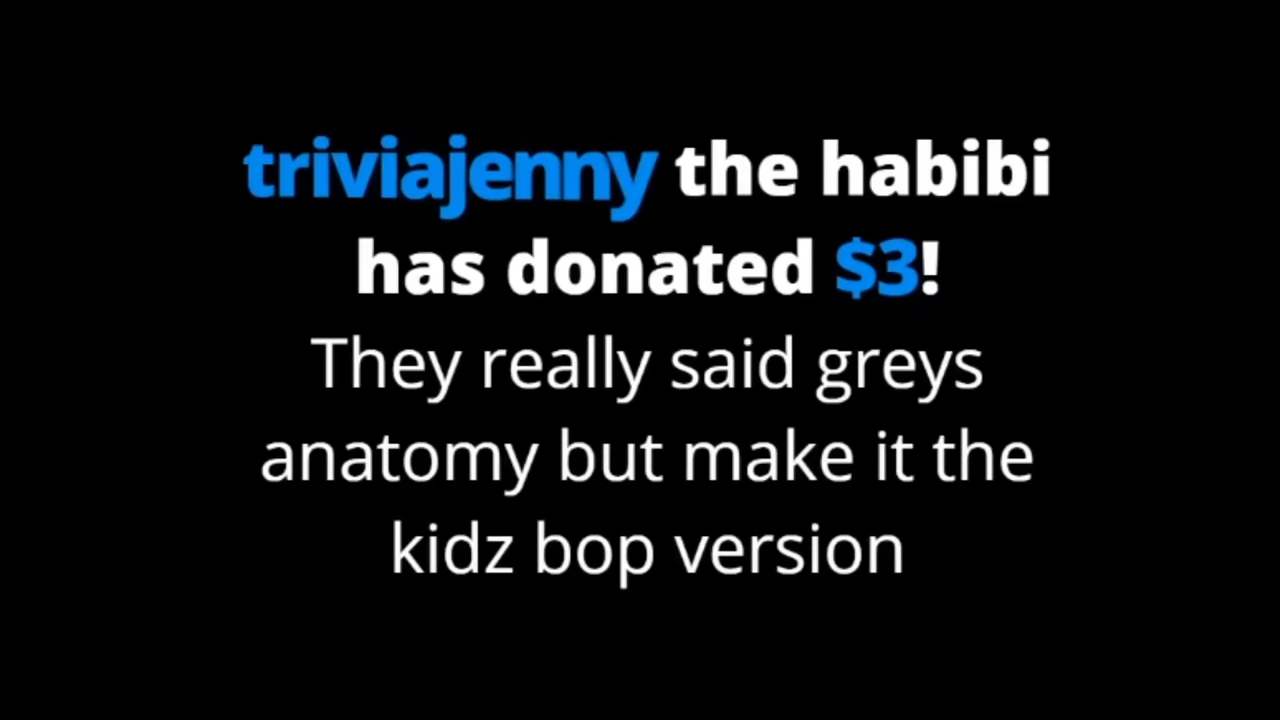 triviajenny the habibi
has donated $3!
They really said greys
anatomy but make it the
kidz bop version